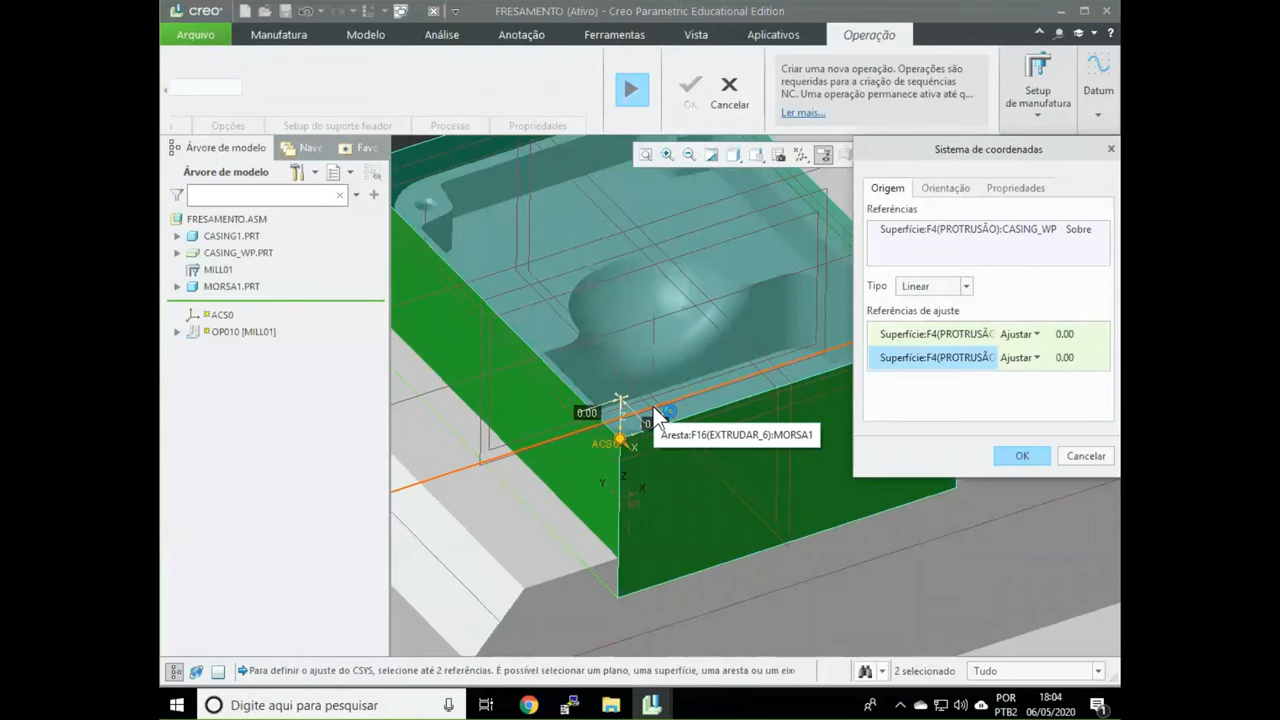 creo
FRESAMENTO (Ativo) - Creo Parametric Educational Edition
Arquivo
Manufatura
Modelo
Análise
Anotação
Ferramentas
Vista
Aplicativos
Operação
OK
Cancelar
Criar uma nova operação. Operações são
requeridas para a criação de sequências
NC. Uma operação permanece ativa até q...
Ler mais...
Setup
de manufatura
Datum
Opções
Setup do suporte fixador
Processo
Propriedades
Árvore de modelo
Nave
Favc
Árvore de modelo
FRESAMENTO.ASM
CASING1.PRT
CASING_WP.PRT
MILL01
MORSA1.PRT
ACS0
OP010 [MILL01]
Sistema de coordenadas
Origem
Orientação
Propriedades
Referências
Superfície:F4(PROTRUSÃO):CASING_WP
Sobre
Tipo
Linear
Referências de ajuste
Superfície:F4(PROTRUSÃC
Ajustar
0.00
Superfície:F4(PROTRUSÃC
Ajustar
0.00
OK
Cancelar
0.00
Z
Aresta:F16(EXTRUDAR_6):MORSA1
ACS0
X
Z
Y
X
Para definir o ajuste do CSYS, selecione até 2 referências. É possível selecionar um plano, uma superfície, uma aresta ou um eixo
2 selecionado
Tudo
Digite aqui para pesquisar
POR
PTB2
18:04
06/05/2020